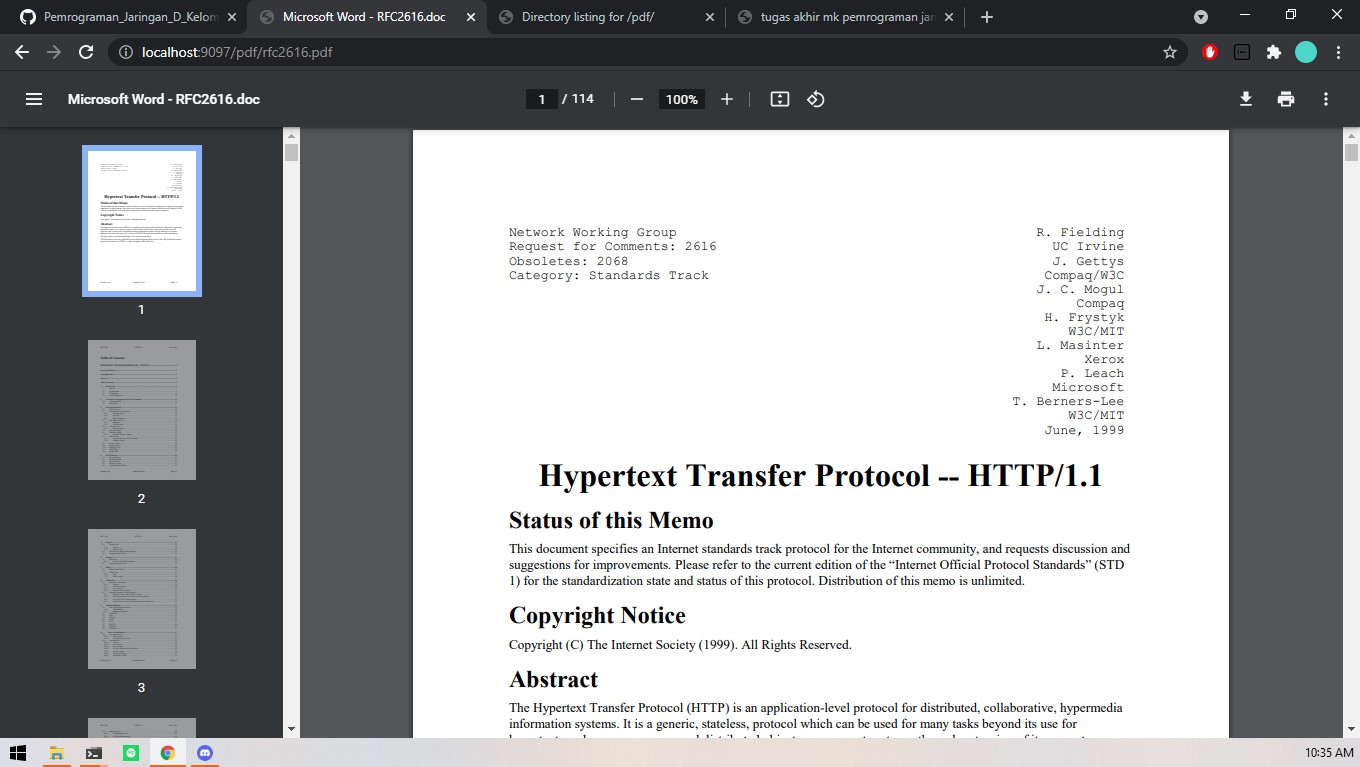 Pemrograman_Jaringan_D_Kelom
Microsoft Word - RFC2616.doc
Directory listing for /pdf/
tugas akhir mk pemrograman jar
localhost:9097/pdf/rfc2616.pdf
Microsoft Word - RFC2616.doc
1 / 114
100%
1
2
3
Network Working Group
Request for Comments: 2616
Obsoletes: 2068
Category: Standards Track
R. Fielding
UC Irvine
J. Gettys
Compaq/W3C
J. C. Mogul
Compaq
H. Frystyk
W3C/MIT
L. Masinter
Xerox
P. Leach
Microsoft
T. Berners-Lee
W3C/MIT
June, 1999
Hypertext Transfer Protocol -- HTTP/1.1
Status of this Memo
This document specifies an Internet standards track protocol for the Internet community, and requests discussion and
suggestions for improvements. Please refer to the current edition of the “Internet Official Protocol Standards” (STD
1) for the standardization state and status of this protocol. Distribution of this memo is unlimited.
Copyright Notice
Copyright (C) The Internet Society (1999). All Rights Reserved.
Abstract
The Hypertext Transfer Protocol (HTTP) is an application-level protocol for distributed, collaborative, hypermedia
information systems. It is a generic, stateless, protocol which can be used for many tasks beyond its use for
10:35 AM